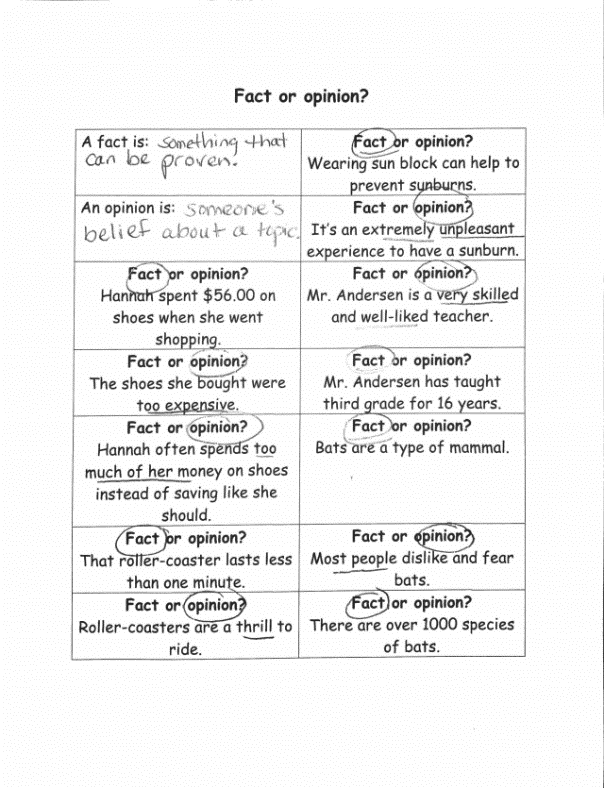 Fact or opinion?
A fact is: something that
can be proven.
Fact or opinion?
Wearing sun block can help to
prevent sunburns.
An opinion is: someone's
belief about a topic.
Fact or opinion?
It's an extremely unpleasant
experience to have a sunburn.
Fact or opinion?
Hannah spent $56.00 on
shoes when she went
shopping.
Fact or opinion?
Mr. Andersen is a very skilled
and well-liked teacher.
Fact or opinion?
The shoes she bought were
too expensive.
Fact or opinion?
Mr. Andersen has taught
third grade for 16 years.
Fact or opinion?
Hannah often spends too
much of her money on shoes
instead of saving like she
should.
Fact or opinion?
Bats are a type of mammal.
Fact or opinion?
That roller-coaster lasts less
than one minute.
Fact or opinion?
Most people dislike and fear
bats.
Fact or opinion?
Roller-coasters are a thrill to
ride.
Fact or opinion?
There are over 1000 species
of bats.